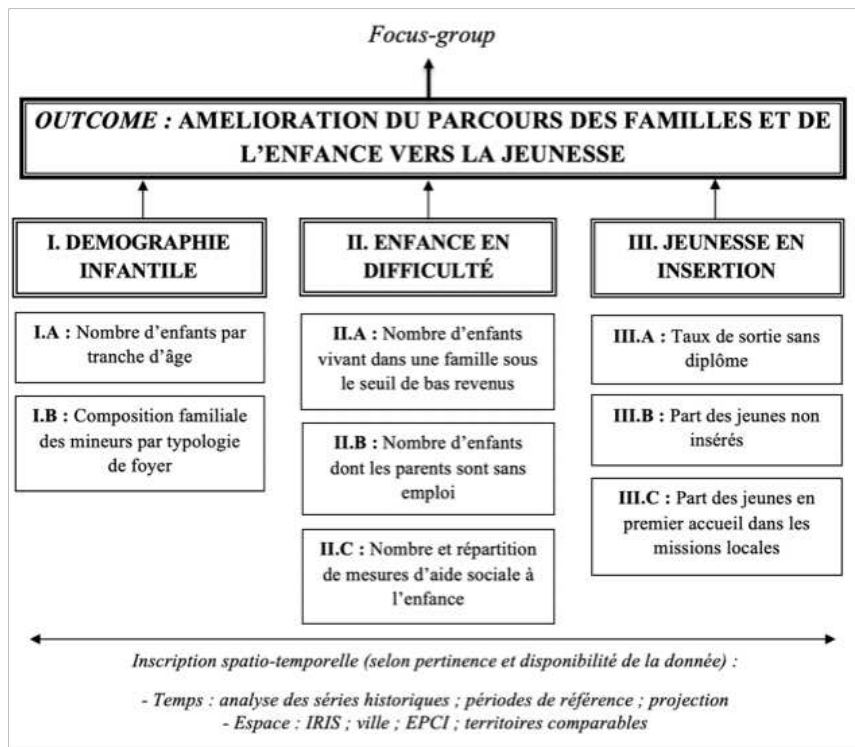 Focus-group
OUTCOME : AMELIORATION DU PARCOURS DES FAMILLES ET DE
L’ENFANCE VERS LA JEUNESSE
I. DEMOGRAPHIE
INFANTILE
I.A : Nombre d’enfants par
tranche d’âge
I.B : Composition familiale
des mineurs par typologie
de foyer
II. ENFANCE EN
DIFFICULTÉ
II.A : Nombre d’enfants
vivant dans une famille sous
le seuil de bas revenus
II.B : Nombre d’enfants
dont les parents sont sans
emploi
II.C : Nombre et répartition
de mesures d’aide sociale à
l’enfance
III. JEUNESSE EN
INSERTION
III.A : Taux de sortie sans
diplôme
III.B : Part des jeunes non
insérés
III.C : Part des jeunes en
premier accueil dans les
missions locales
Inscription spatio-temporelle (selon pertinence et disponibilité de la donnée) :
- Temps : analyse des séries historiques ; périodes de référence ; projection
- Espace : IRIS ; ville ; EPCI ; territoires comparables